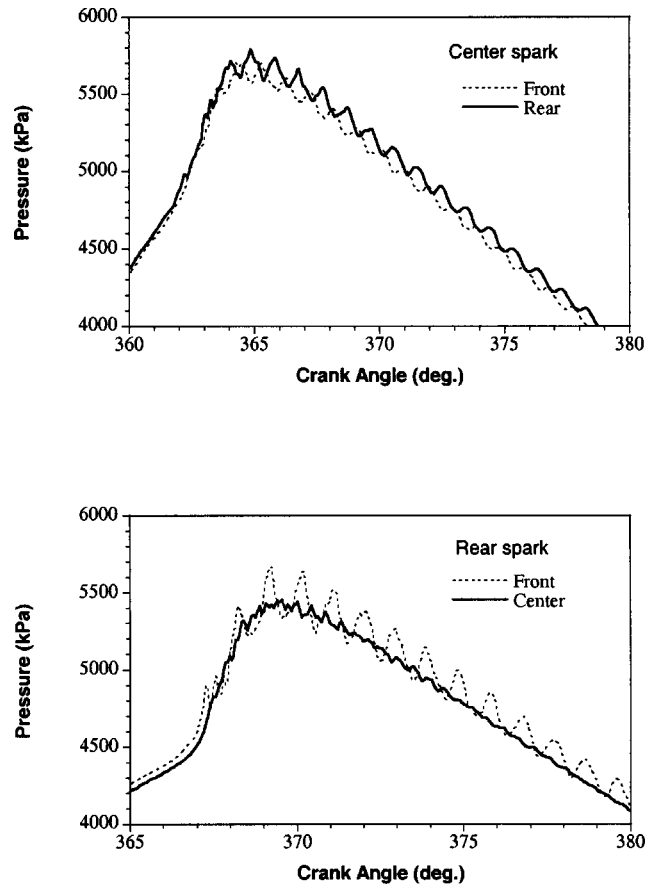 6000
5500
5000
4500
4000
Pressure (kPa)
Center spark
Front
Rear
360 365 370 375 380
Crank Angle (deg.)
6000
5500
5000
4500
4000
Pressure (kPa)
Rear spark
Front
Center
365 370 375 380
Crank Angle (deg.)